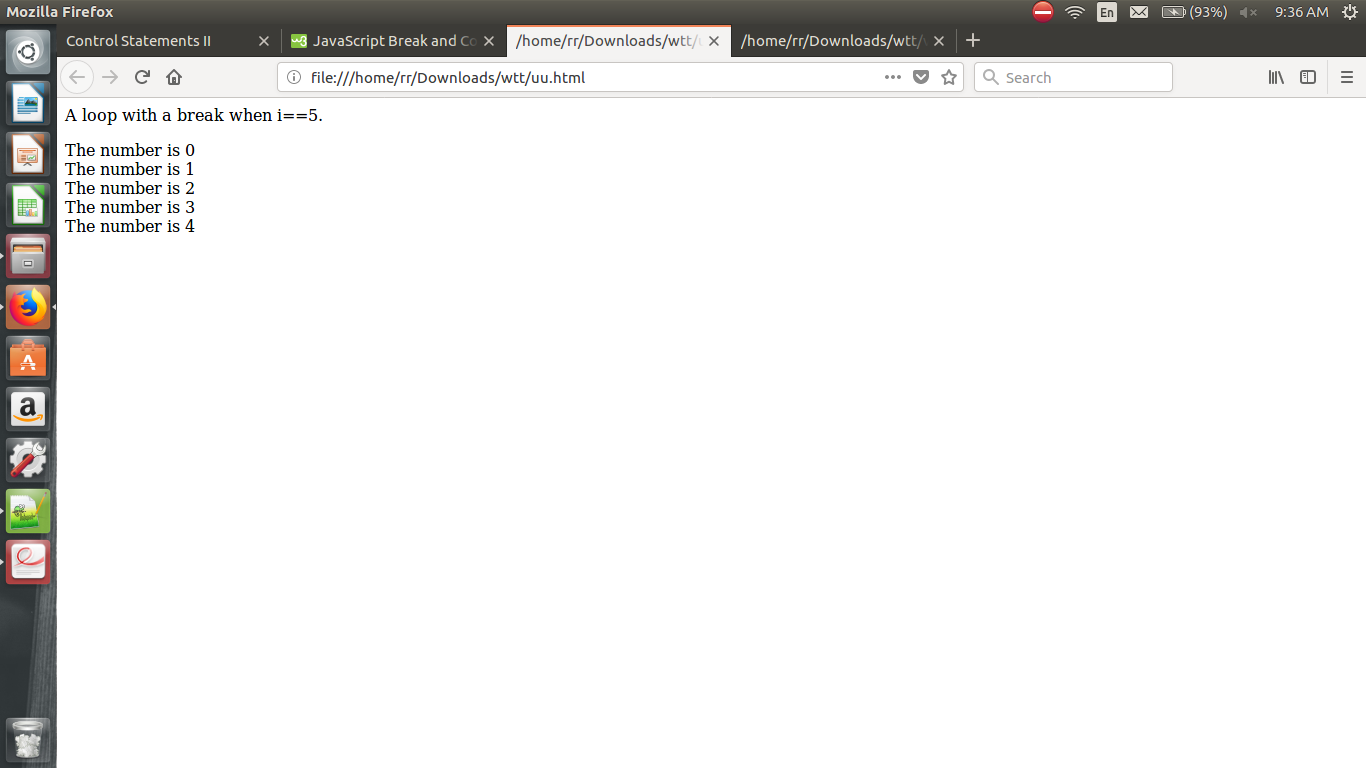 Mozilla Firefox
En
(93%)
9:36 AM
Control Statements II
JavaScript Break and Co
/home/rr/Downloads/wtt/
/home/rr/Downloads/wtt/
file:///home/rr/Downloads/wtt/uu.html
Search
A loop with a break when i==5.
The number is 0
The number is 1
The number is 2
The number is 3
The number is 4